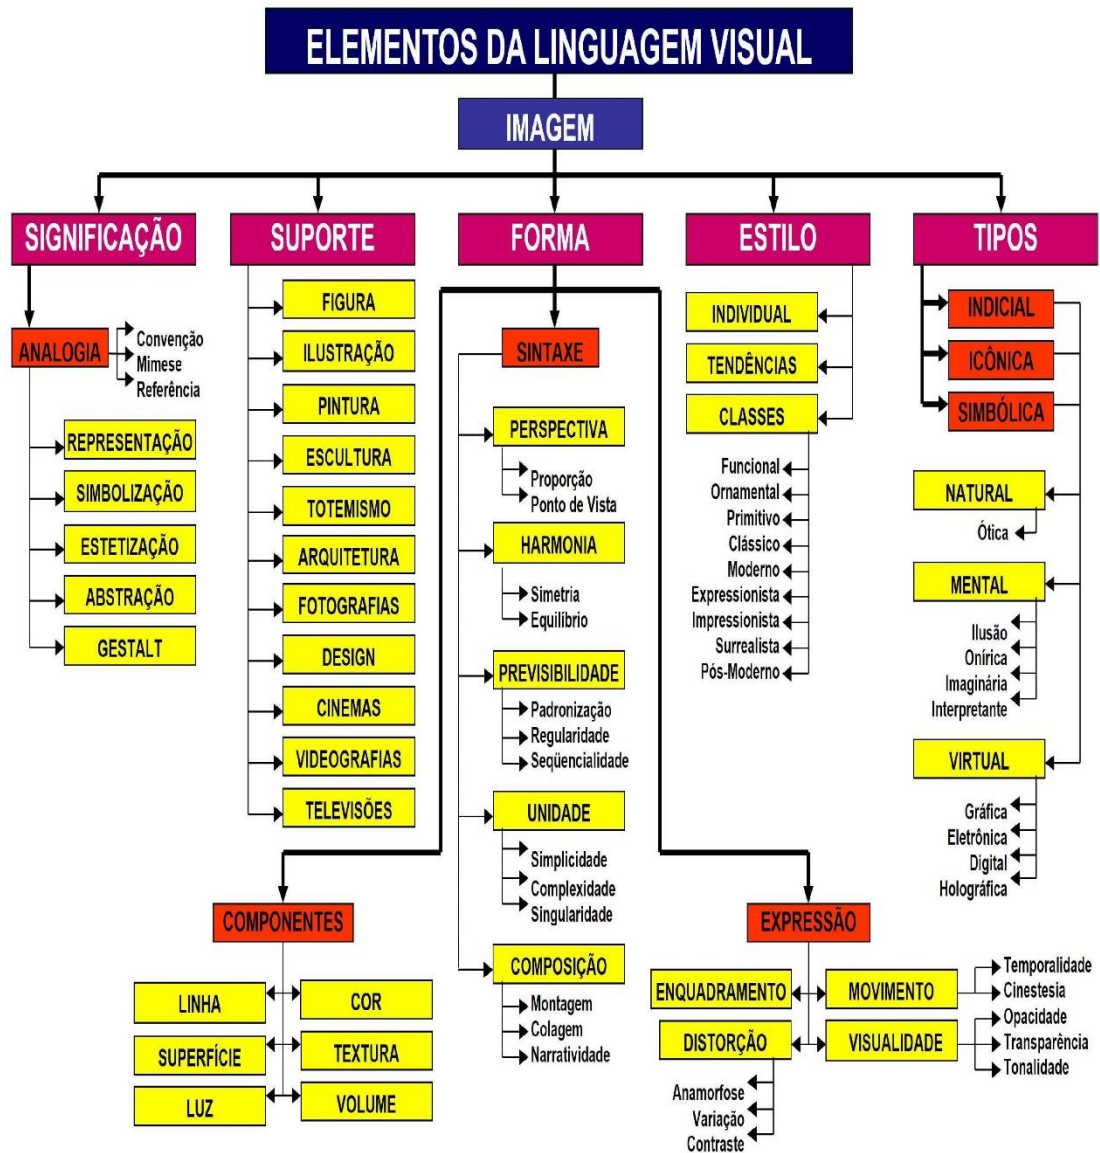 ELEMENTOS DA LINGUAGEM VISUAL
IMAGEM
SIGNIFICAÇÃO
ANALOGIA
Convenção
Mimese
Referência
REPRESENTAÇÃO
SIMBOLIZAÇÃO
ESTETIZAÇÃO
ABSTRAÇÃO
GESTALT
SUPORTE
FIGURA
ILUSTRAÇÃO
PINTURA
ESCULTURA
TOTEMISMO
ARQUITETURA
FOTOGRAFIAS
DESIGN
CINEMAS
VIDEOGRAFIAS
TELEVISÕES
FORMA
SINTAXE
PERSPECTIVA
Proporção
Ponto de Vista
HARMONIA
Simetria
Equilíbrio
PREVISIBILIDADE
Padronização
Regularidade
Seqüencialidade
UNIDADE
Simplicidade
Complexidade
Singularidade
COMPOSIÇÃO
Montagem
Colagem
Narratividade
COMPONENTES
LINHA
COR
SUPERFÍCIE
TEXTURA
LUZ
VOLUME
EXPRESSÃO
ENQUADRAMENTO
MOVIMENTO
Temporalidade
Cinestesia
DISTORÇÃO
Anamorfose
Variação
Contraste
VISUALIDADE
Opacidade
Transparência
Tonalidade
ESTILO
INDIVIDUAL
TENDÊNCIAS
CLASSES
Funcional
Ornamental
Primitivo
Clássico
Moderno
Expressionista
Impressionista
Surrealista
Pós-Moderno
TIPOS
INDICIAL
ICÔNICA
SIMBÓLICA
NATURAL
Ótica
MENTAL
Ilusão
Onírica
Imaginária
Interpretante
VIRTUAL
Gráfica
Eletrônica
Digital
Holográfica